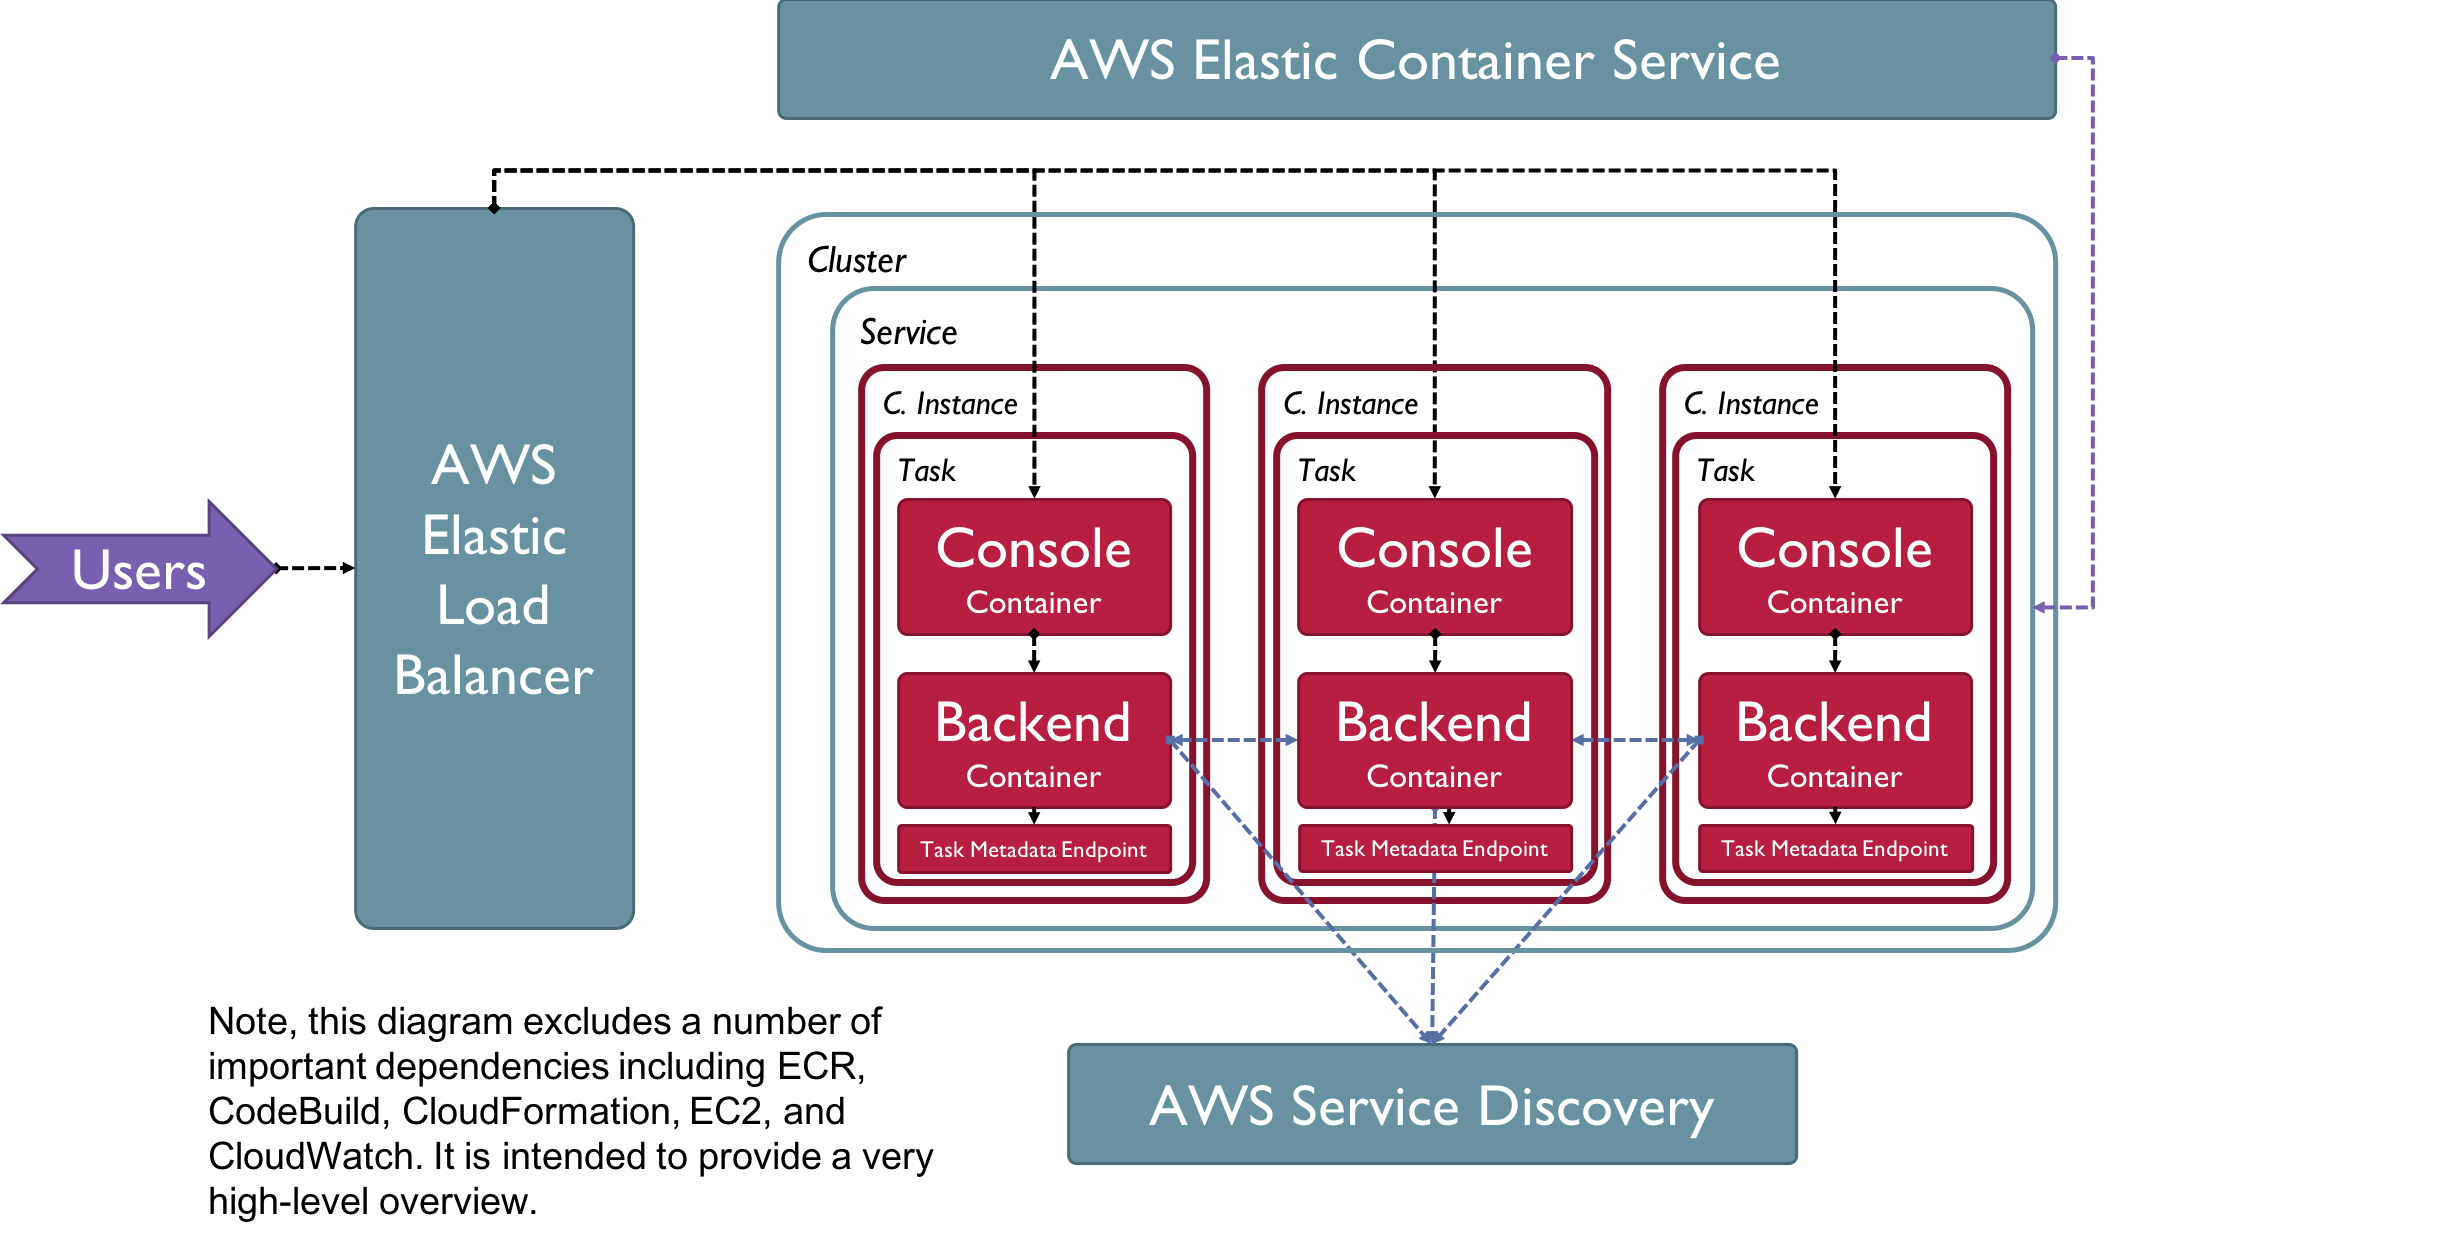 AWS Elastic Container Service
Cluster
Service
C. Instance
C. Instance
C. Instance
Task
Task
Task
Users
AWS
Elastic
Load
Balancer
Console
Container
Console
Container
Console
Container
Backend
Container
Backend
Container
Backend
Container
Task Metadata Endpoint
Task Metadata Endpoint
Task Metadata Endpoint
AWS Service Discovery
Note, this diagram excludes a number of
important dependencies including ECR,
CodeBuild, CloudFormation, EC2, and
CloudWatch. It is intended to provide a very
high-level overview.